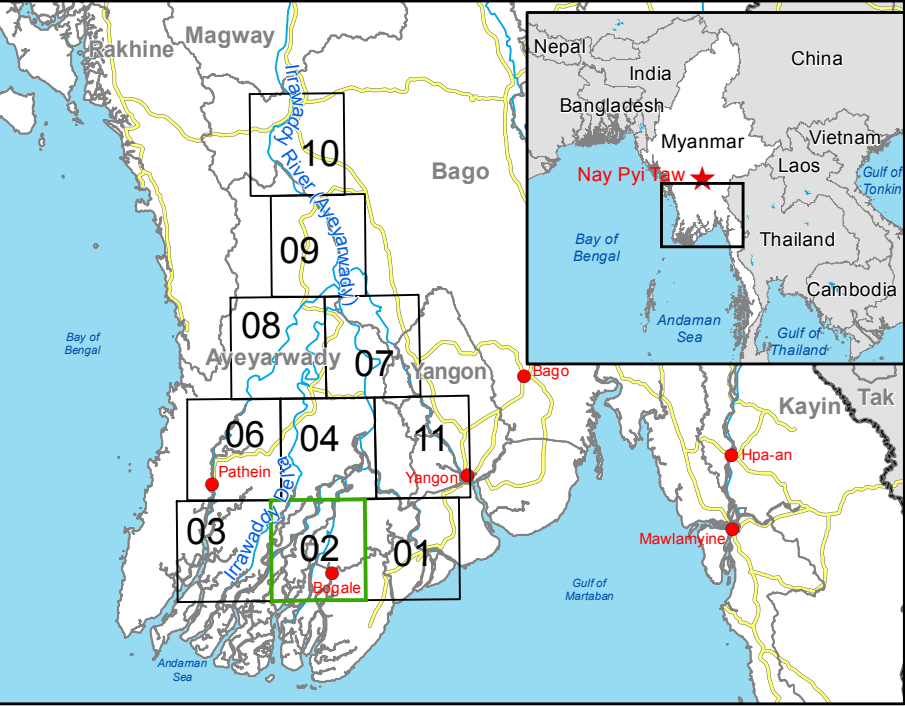 Rakhine
Magway
Irrawaddy River (Ayeyarwady)
10
Bago
09
08
Ayeyarwady
07
Yangon
Bago
Bay of
Bengal
06
04
11
Pathein
Yangon
Irrawaddy Delta
03
02
01
Bogale
Andaman
Sea
Gulf of
Martaban
Kayin
Tak
Hpa-an
Mawlamyine
Nepal
China
India
Bangladesh
Myanmar
Vietnam
Laos
Nay Pyi Taw
Gulf of
Tonkin
Bay of
Bengal
Thailand
Cambodia
Andaman
Sea
Gulf of
Thailand